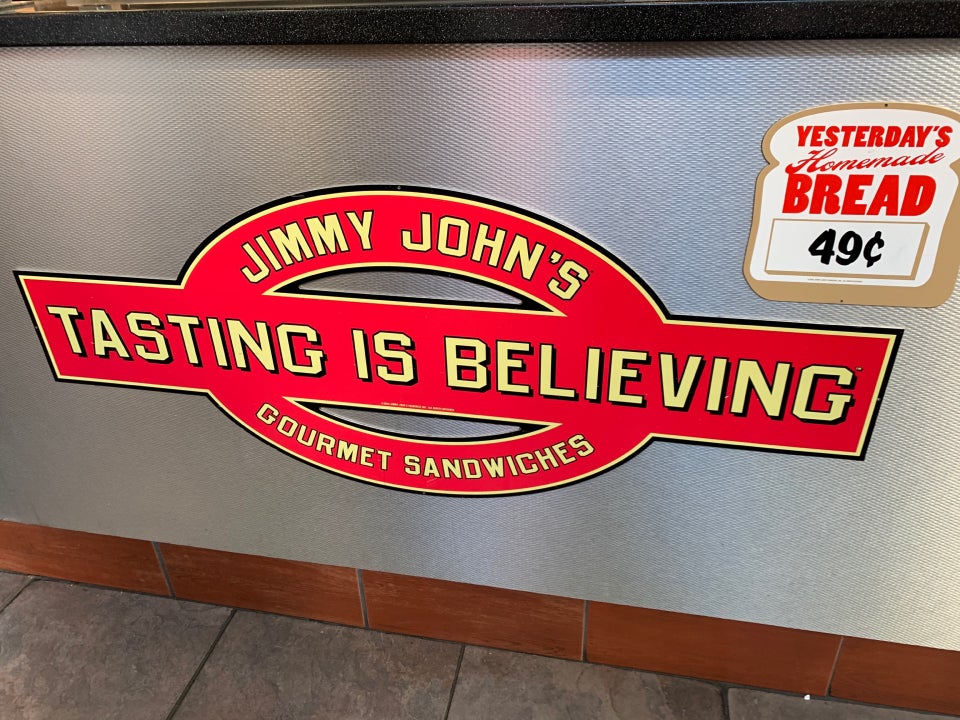 JIMMY JOHN'S
TASTING IS BELIEVING
GOURMET SANDWICHES
YESTERDAY'S
Homemade
BREAD
49¢